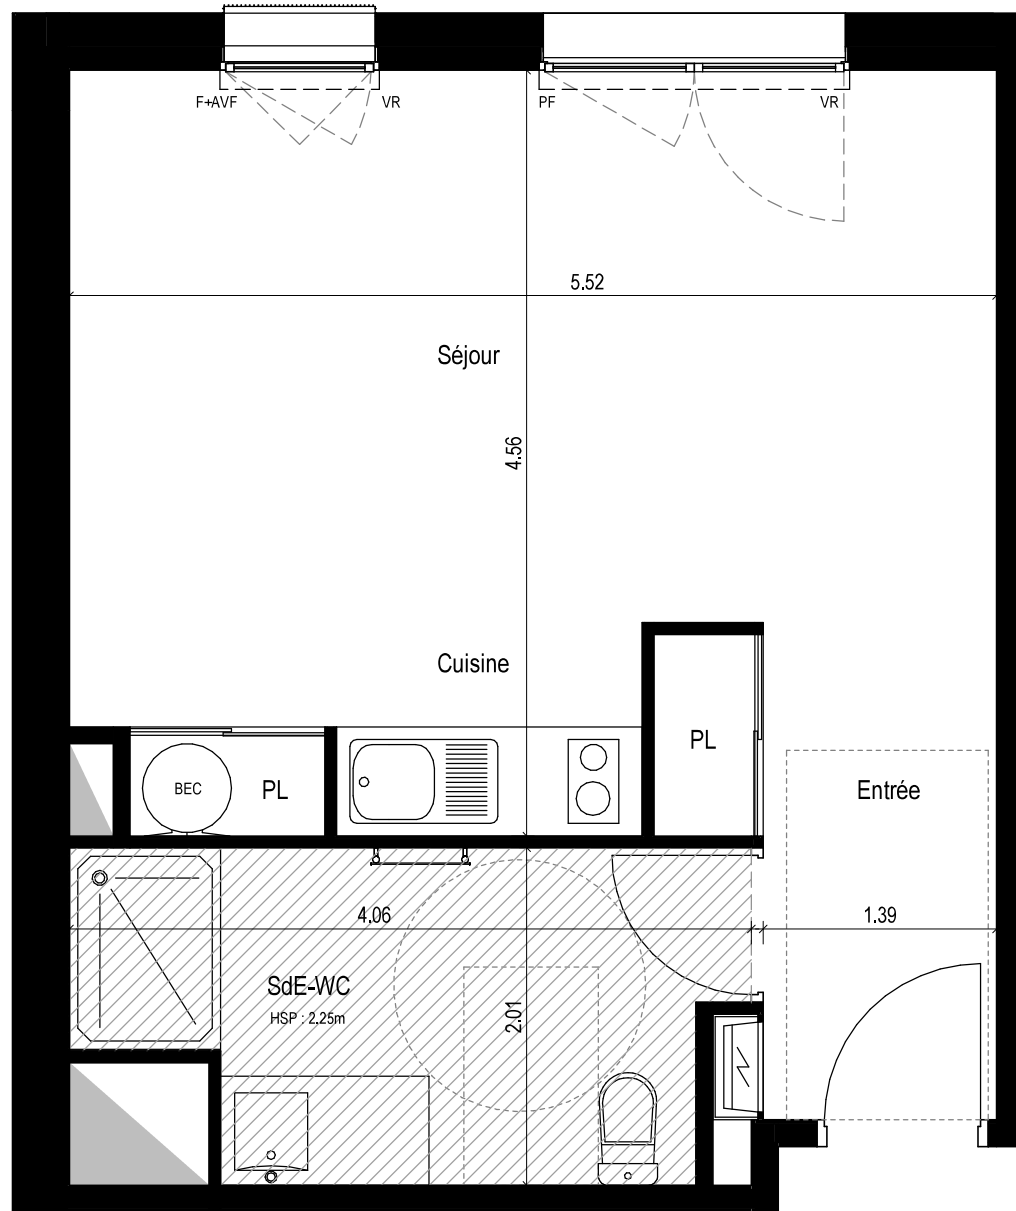 F+AVF
VR
PF
VR
5.52
Séjour
4.56
Cuisine
PL
BEC
PL
Entrée
4.06
1.39
SdE-WC
HSP : 2.25m
2.01